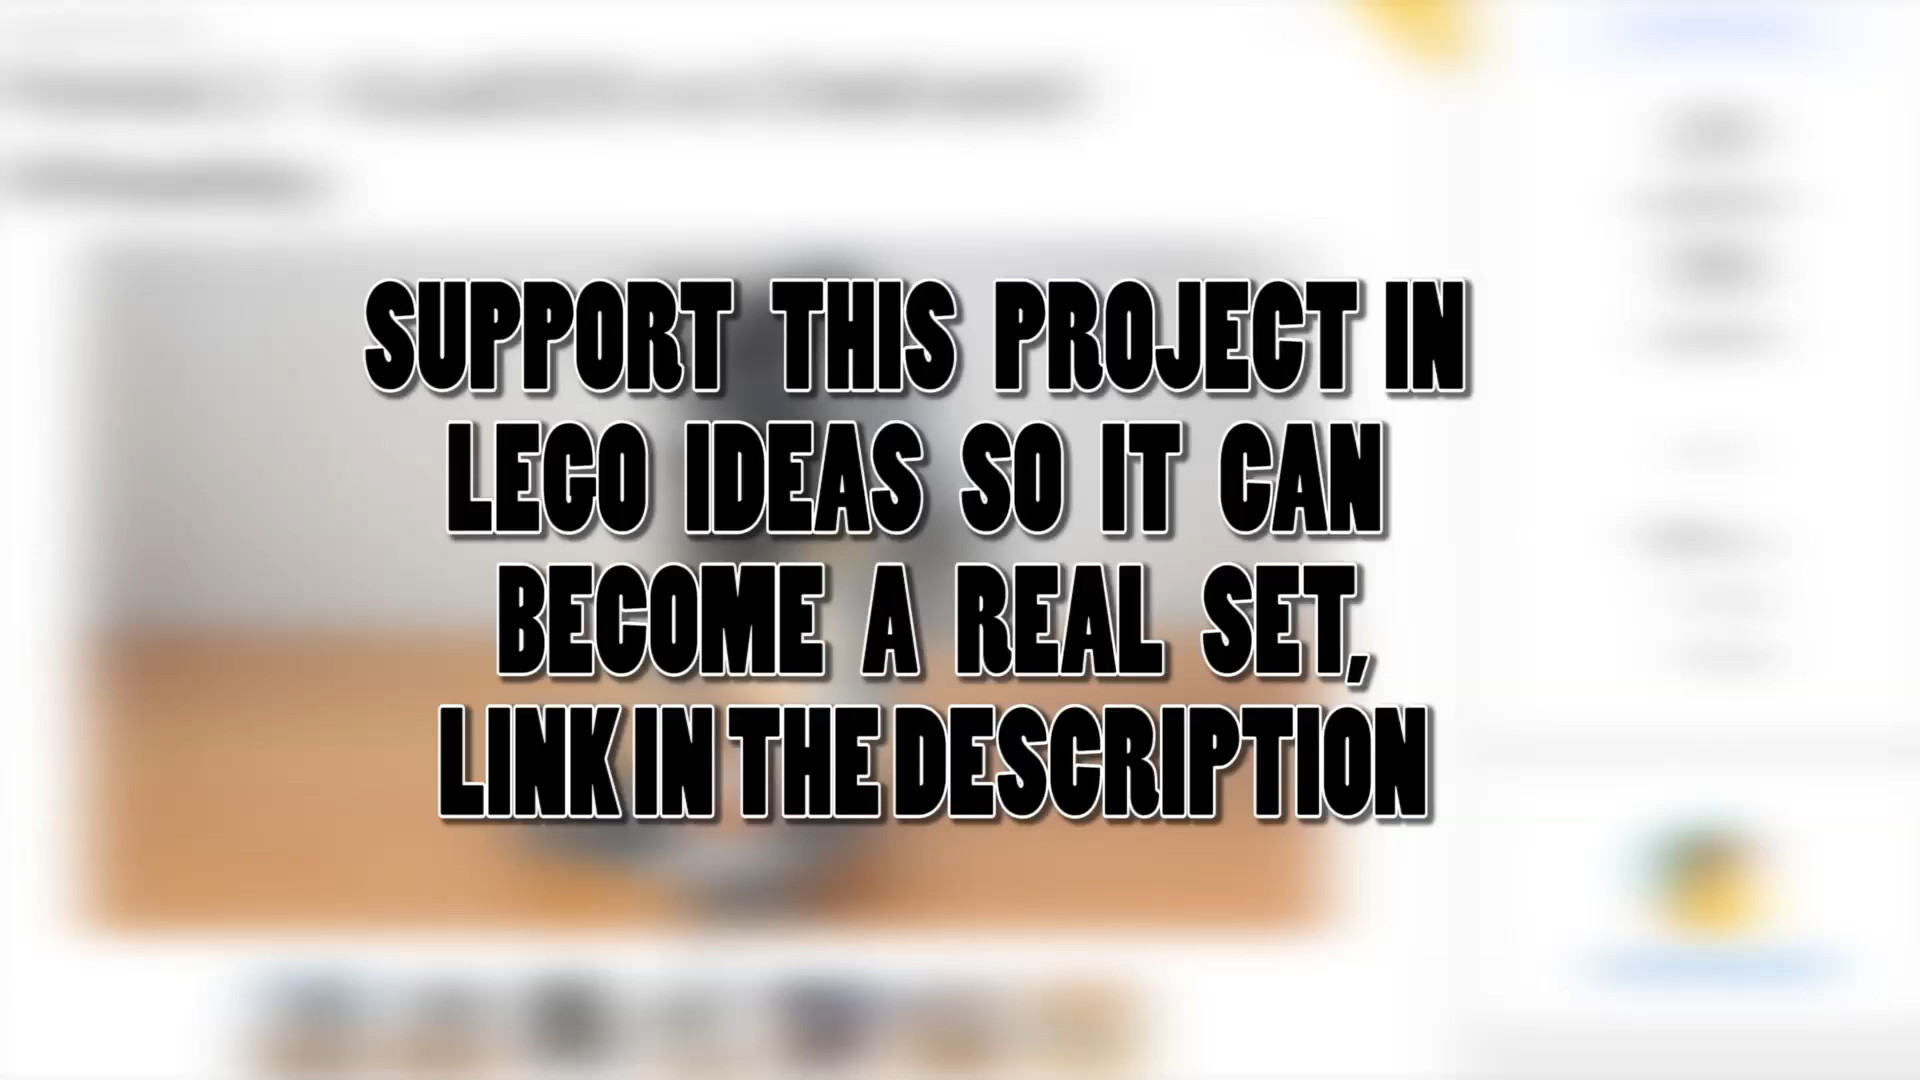 SUPPORT THIS PROJECT IN
LEGO IDEAS SO IT CAN
BECOME A REAL SET,
LINK IN THE DESCRIPTION